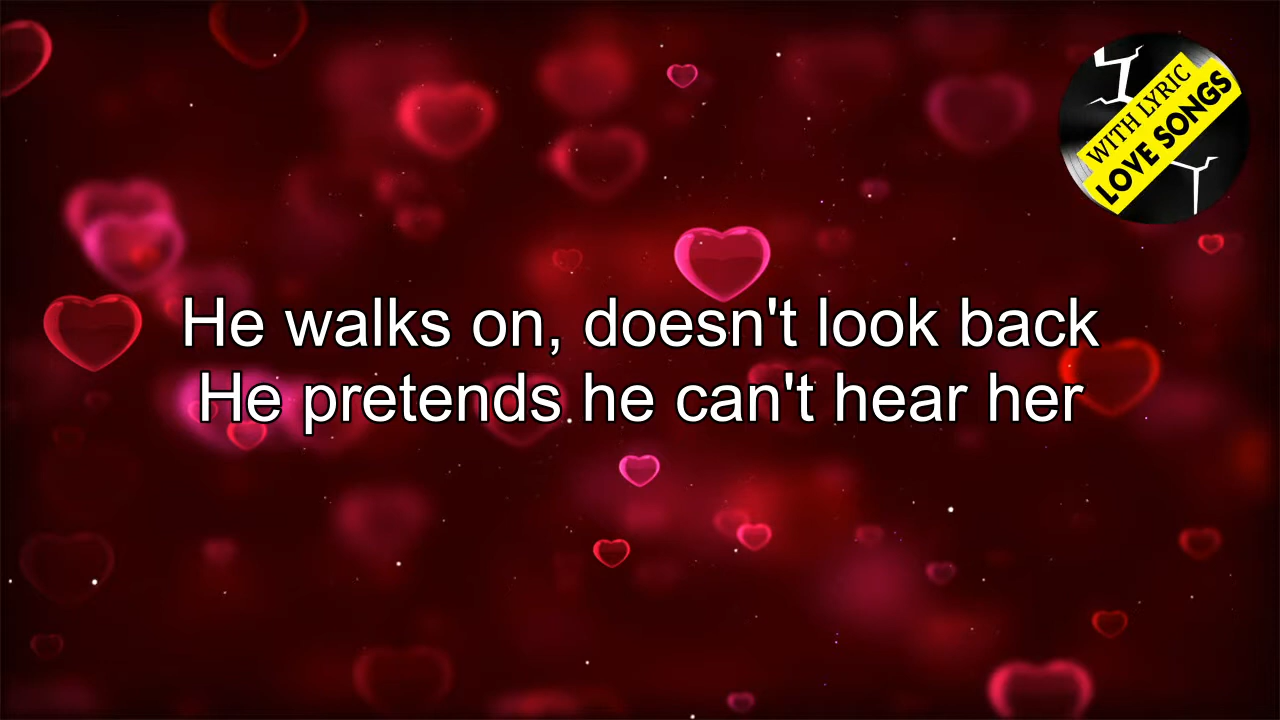 WITH LYRIC
LOVE SONGS
He walks on, doesn't look back
He pretends he can't hear her